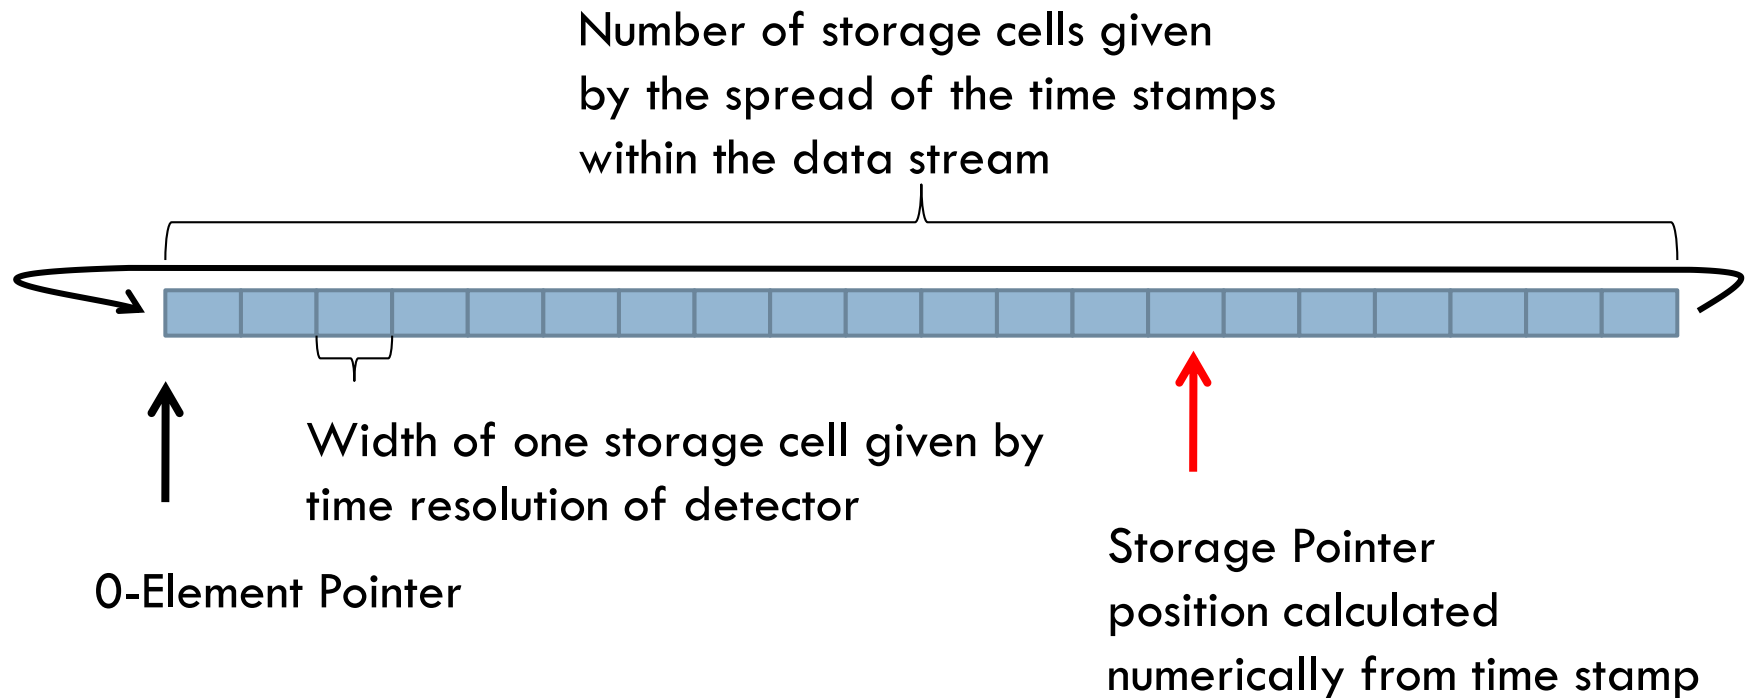 Number of storage cells given
by the spread of the time stamps
within the data stream
Width of one storage cell given by
time resolution of detector
0-Element Pointer
Storage Pointer
position calculated
numerically from time stamp